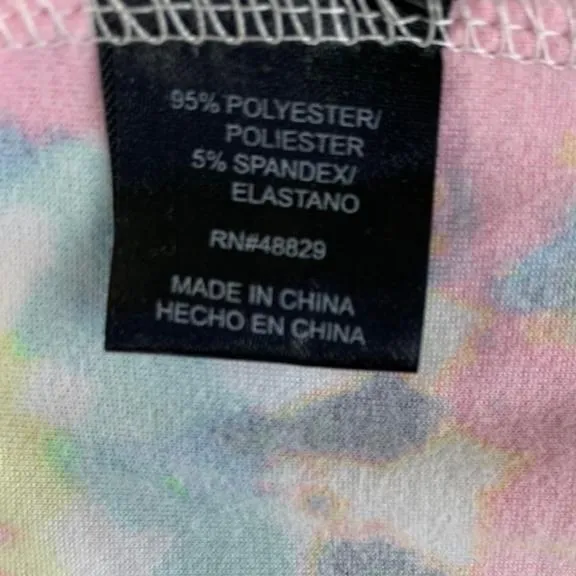 95% POLYESTER/
POLIESTER
5% SPANDEX/
ELASTANO
RN#48829
MADE IN CHINA
HECHO EN CHINA